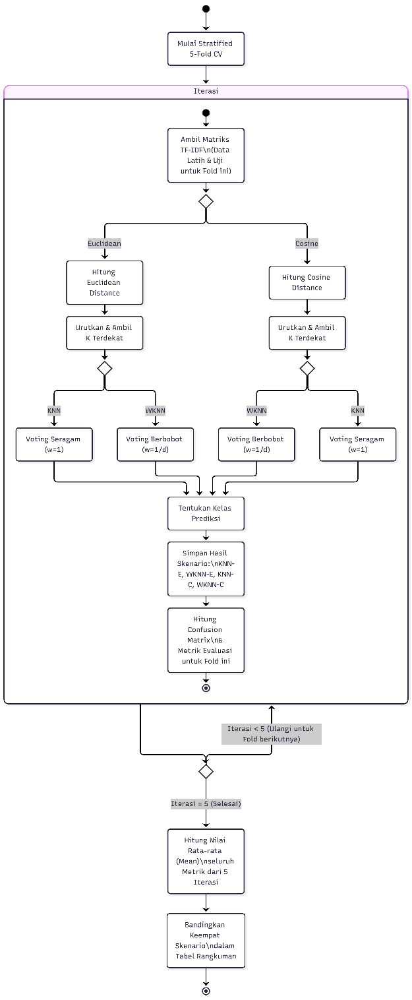 Mulai Stratified
5-Fold CV
Iterasi
Ambil Matriks
TF-IDF\n(Data
Latih & Uji
untuk Fold ini)
Euclidean
Cosine
Hitung
Euclidean
Distance
Hitung Cosine
Distance
Urutkan & Ambil
K Terdekat
Urutkan & Ambil
K Terdekat
KNN
WKNN
WKNN
KNN
Voting Seragam
(w=1)
Voting Berbobot
(w=1/d)
Voting Berbobot
(w=1/d)
Voting Seragam
(w=1)
Tentukan Kelas
Prediksi
Simpan Hasil
Skenario:\nKNN-
E, WKNN-E, KNN-
C, WKNN-C
Hitung
Confusion
Matrix\n&
Metrik Evaluasi
untuk Fold ini
Iterasi < 5 (Ulangi untuk
Fold berikutnya)
Iterasi = 5 (Selesai)
Hitung Nilai
Rata-rata
(Mean)\nseluruh
Metrik dari 5
Iterasi
Bandingkan
Keempat
Skenario\ndalam
Tabel Rangkuman